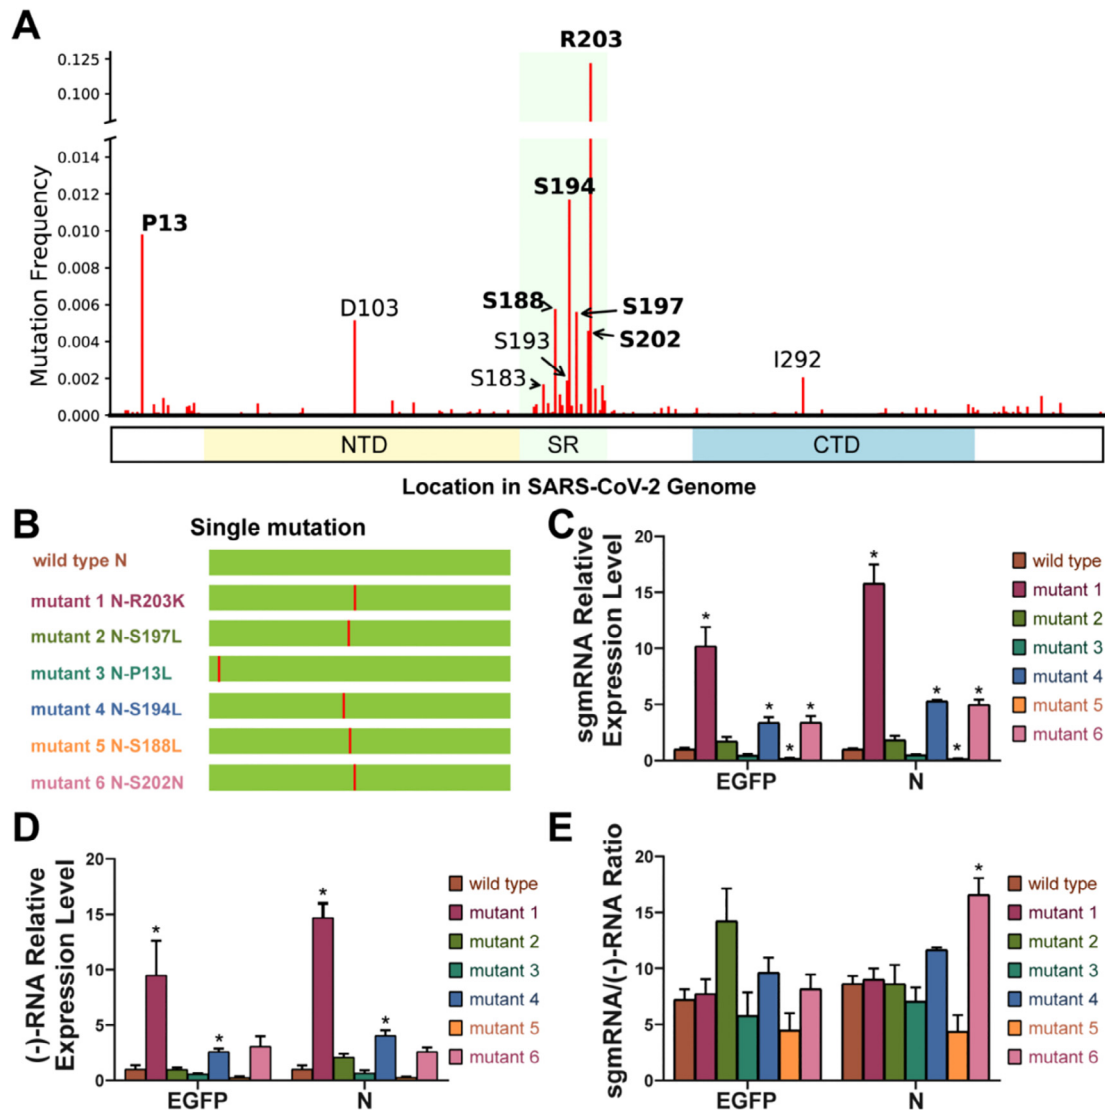 A
R203
0.125
0.100
0.014
S194
0.012
P13
0.010
0.008
S188
S197
0.006
D103
S193
S202
0.004
I292
S183
0.002
0.000
Mutation Frequency
NTD
SR
CTD
Location in SARS-CoV-2 Genome
B
Single mutation
wild type N
mutant 1 N-R203K
mutant 2 N-S197L
mutant 3 N-P13L
mutant 4 N-S194L
mutant 5 N-S188L
mutant 6 N-S202N
C
sgmRNA Relative
Expression Level
20
15
10
5
0
*
*
*
*
*
*
*
*
EGFP
N
wild type
mutant 1
mutant 2
mutant 3
mutant 4
mutant 5
mutant 6
D
(-)-RNA Relative
Expression Level
20
15
10
5
0
*
*
*
*
EGFP
N
wild type
mutant 1
mutant 2
mutant 3
mutant 4
mutant 5
mutant 6
E
sgmRNA/(-)-RNA Ratio
20
15
10
5
0
*
EGFP
N
wild type
mutant 1
mutant 2
mutant 3
mutant 4
mutant 5
mutant 6